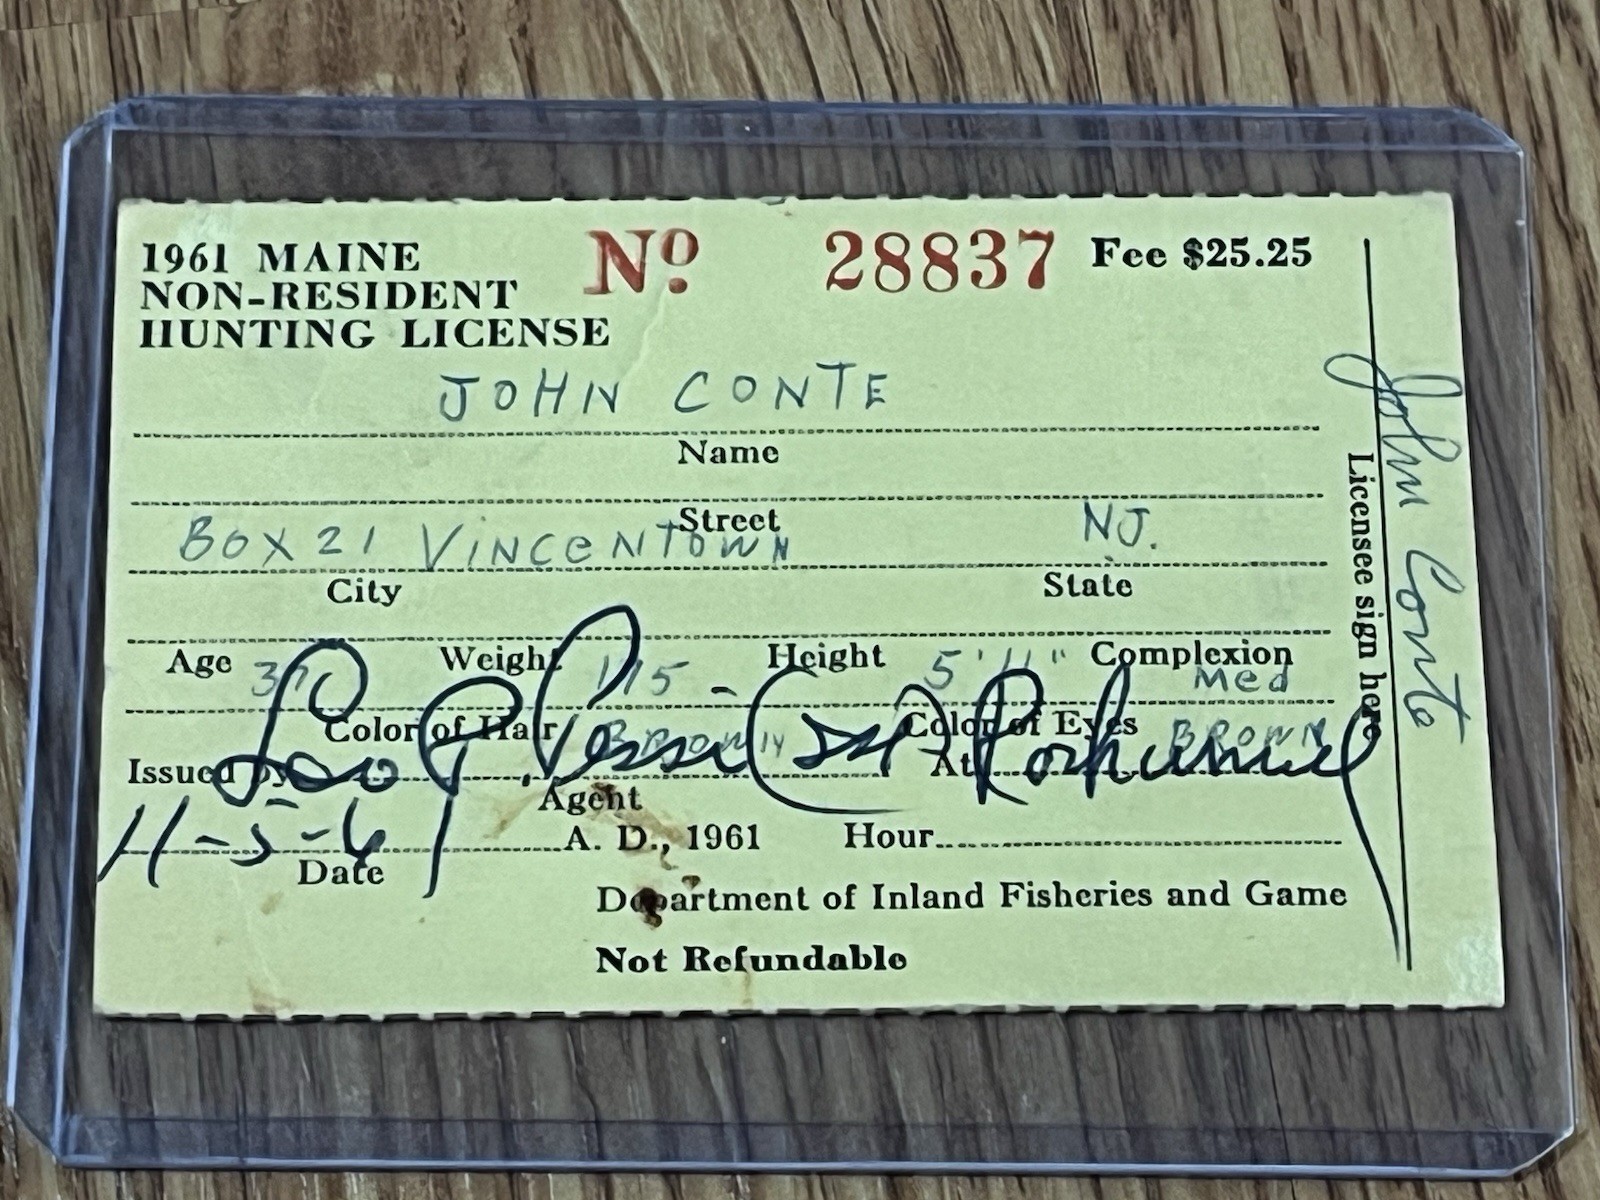 1961 MAINE
NON-RESIDENT
HUNTING LICENSE
No. 28837 Fee $25.25
JOHN CONTE
Name
Street
BOX 21 VINCENTOWN NJ.
City State
Age 37 Weight 175 Height 5'11" Complexion Med
Color of Hair BROWN Color of Eyes BROWN
Issued by At
Agent
11-5-61 A. D., 1961 Hour
Date
Department of Inland Fisheries and Game
Not Refundable
Licensee sign here
John Conte